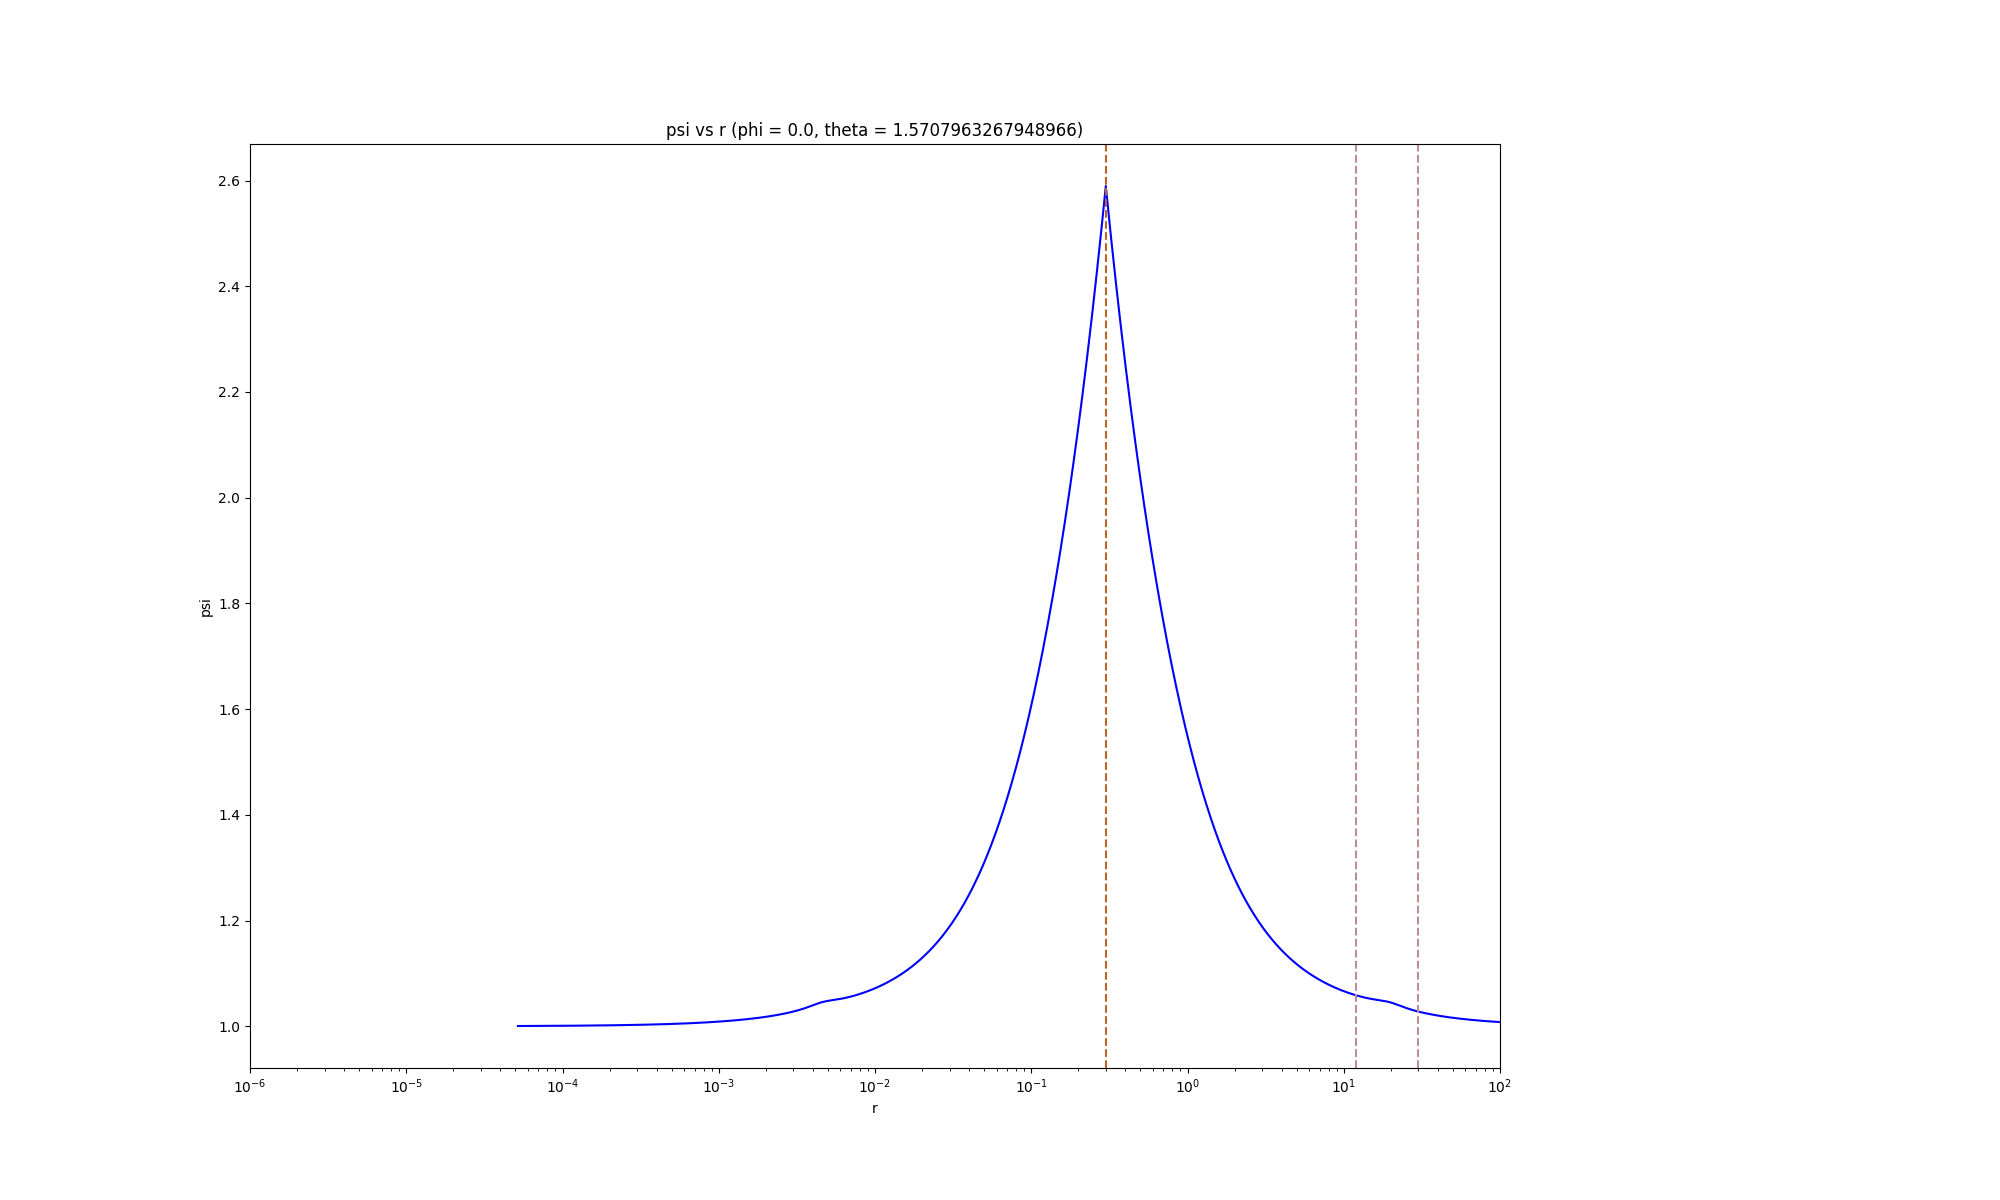 psi vs r (phi = 0.0, theta = 1.5707963267948966)
psi
2.6
2.4
2.2
2.0
1.8
1.6
1.4
1.2
1.0
10⁻⁶ 10⁻⁵ 10⁻⁴ 10⁻³ 10⁻² 10⁻¹ 10⁰ 10¹ 10²
r